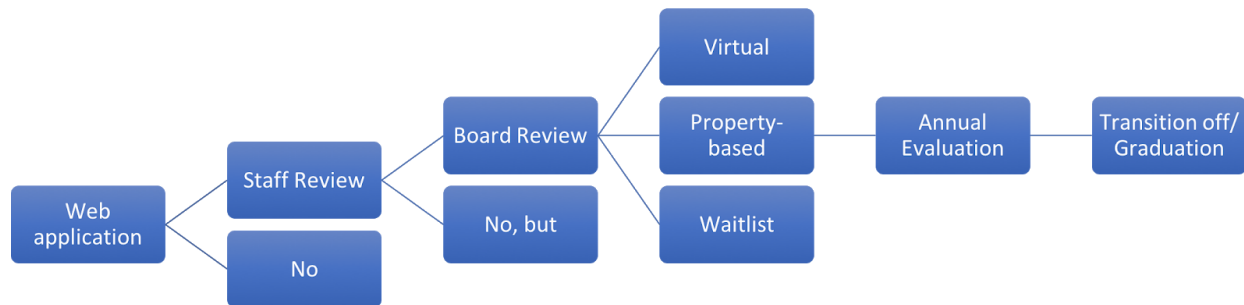 Web
application
Staff Review
No
Board Review
No, but
Virtual
Property-
based
Waitlist
Annual
Evaluation
Transition off/
Graduation